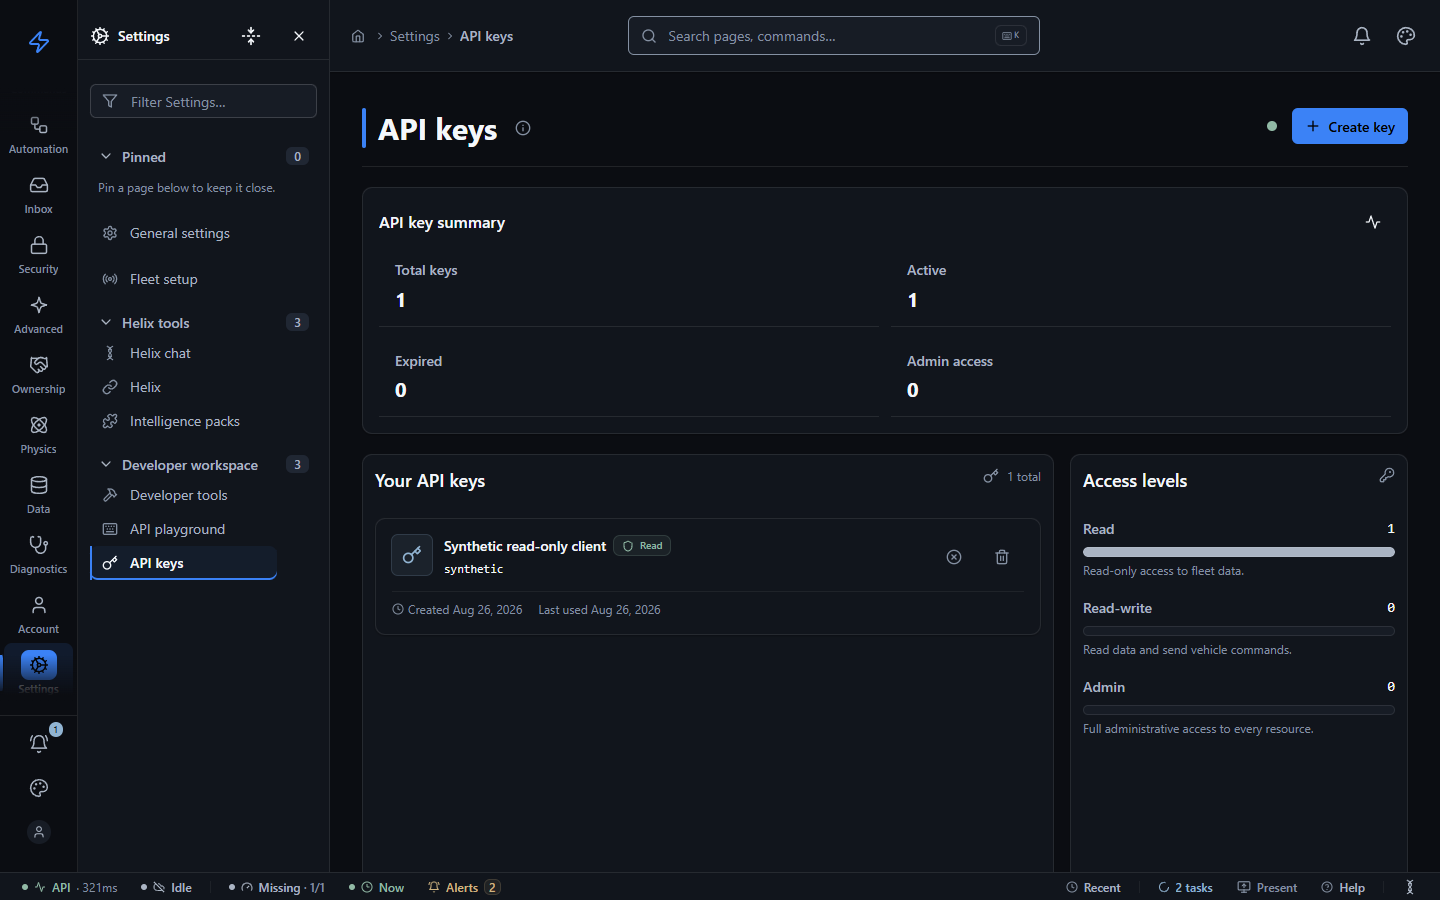 Settings
Settings
API keys
Search pages, commands...
K
Filter Settings...
Automation
Inbox
Security
Advanced
Ownership
Physics
Data
Diagnostics
Account
Settings
1
Pinned
0
Pin a page below to keep it close.
General settings
Fleet setup
Helix tools
3
Helix chat
Helix
Intelligence packs
Developer workspace
3
Developer tools
API playground
API keys
API keys
Create key
API key summary
Total keys
1
Active
1
Expired
0
Admin access
0
Your API keys
1 total
Synthetic read-only client
Read
synthetic
Created Aug 26, 2026
Last used Aug 26, 2026
Access levels
Read
1
Read-only access to fleet data.
Read-write
0
Read data and send vehicle commands.
Admin
0
Full administrative access to every resource.
API · 321ms
Idle
Missing · 1/1
Now
Alerts
2
Recent
2 tasks
Present
Help